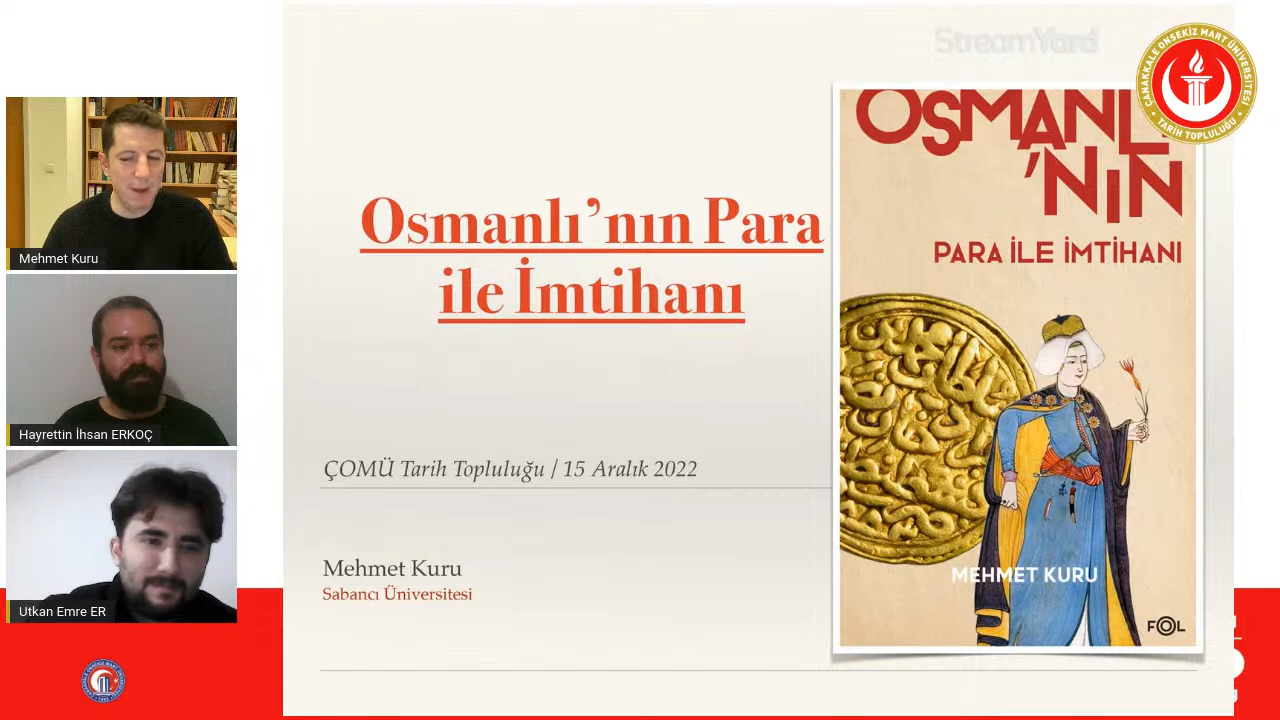 StreamYard
ÇANAKKALE ONSEKİZ MART ÜNİVERSİTESİ
TARİH TOPLULUĞU
Mehmet Kuru
Hayrettin İhsan ERKOÇ
Utkan Emre ER
Osmanlı’nın Para
ile İmtihanı
ÇOMÜ Tarih Topluluğu / 15 Aralık 2022
Mehmet Kuru
Sabancı Üniversitesi
OSMANLI
’NIN
PARA İLE İMTİHANI
MEHMET KURU
FOL